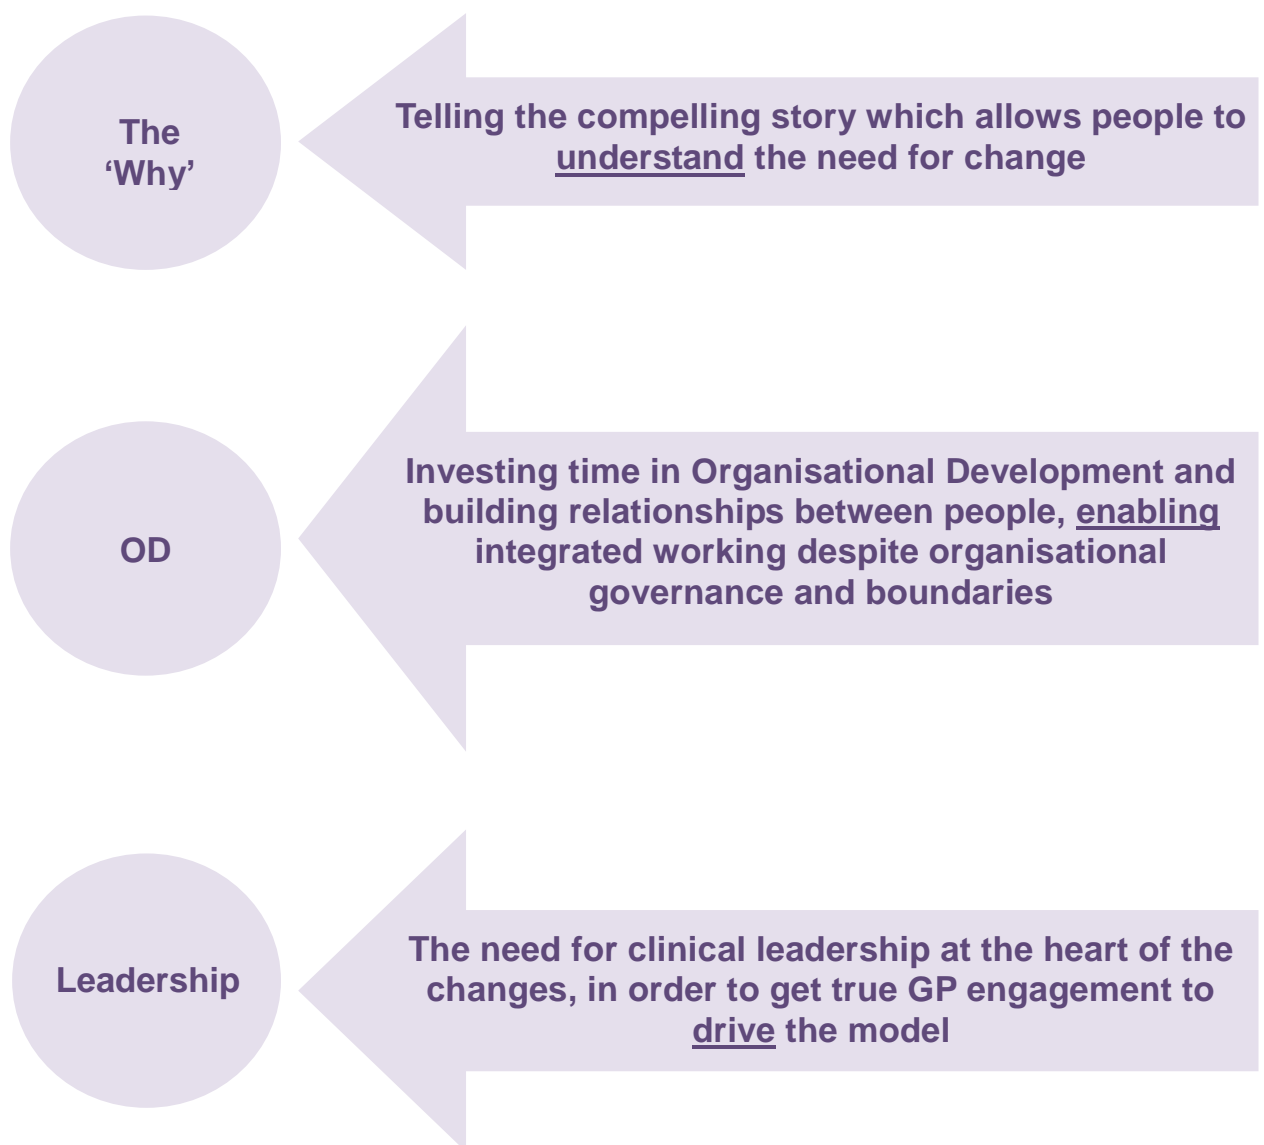 The
‘Why’
Telling the compelling story which allows people to
understand the need for change
OD
Investing time in Organisational Development and
building relationships between people, enabling
integrated working despite organisational
governance and boundaries
Leadership
The need for clinical leadership at the heart of the
changes, in order to get true GP engagement to
drive the model